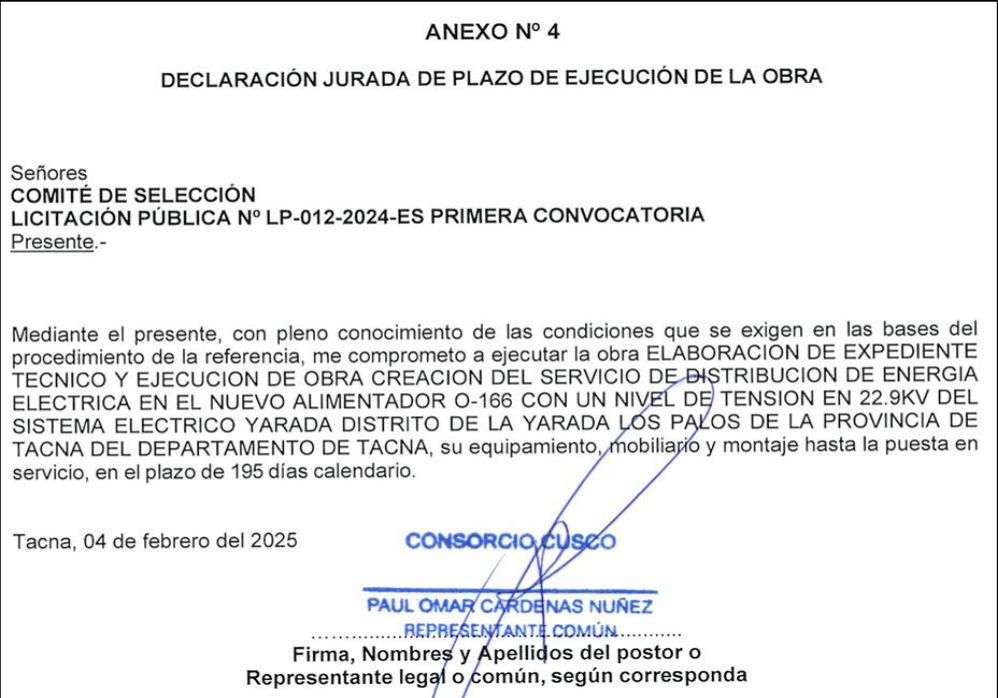 ANEXO Nº 4
DECLARACIÓN JURADA DE PLAZO DE EJECUCIÓN DE LA OBRA
Señores
COMITÉ DE SELECCIÓN
LICITACIÓN PÚBLICA Nº LP-012-2024-ES PRIMERA CONVOCATORIA
Presente.-
Mediante el presente, con pleno conocimiento de las condiciones que se exigen en las bases del
procedimiento de la referencia, me comprometo a ejecutar la obra ELABORACION DE EXPEDIENTE
TECNICO Y EJECUCION DE OBRA CREACION DEL SERVICIO DE DISTRIBUCION DE ENERGIA
ELECTRICA EN EL NUEVO ALIMENTADOR O-166 CON UN NIVEL DE TENSION EN 22.9KV DEL
SISTEMA ELECTRICO YARADA DISTRITO DE LA YARADA LOS PALOS DE LA PROVINCIA DE
TACNA DEL DEPARTAMENTO DE TACNA, su equipamiento, mobiliario y montaje hasta la puesta en
servicio, en el plazo de 195 días calendario.
Tacna, 04 de febrero del 2025
CONSORCIO CUSCO
PAUL OMAR CARDENAS NUÑEZ
REPRESENTANTE COMÚN
Firma, Nombres y Apellidos del postor o
Representante legal o común, según corresponda